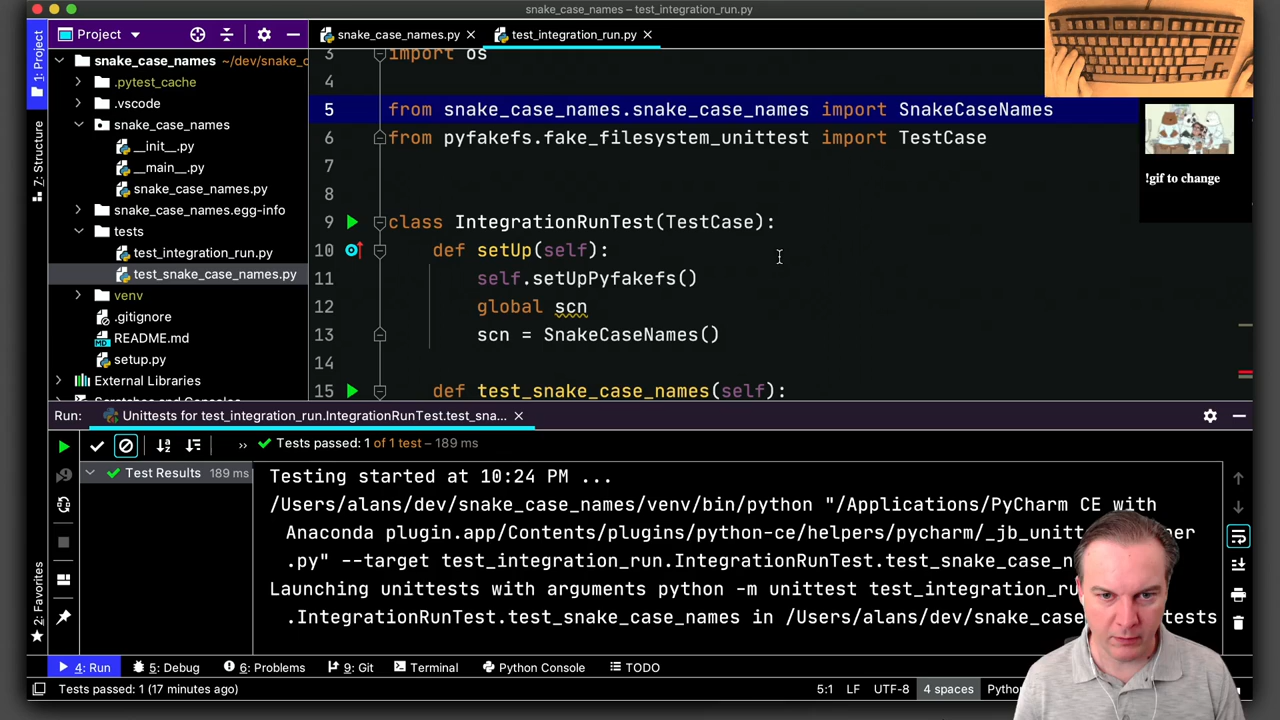 snake_case_names – test_integration_run.py
Project
snake_case_names.py
test_integration_run.py
1: Project
7: Structure
2: Favorites
snake_case_names ~/dev/snake_c
.pytest_cache
.vscode
snake_case_names
__init__.py
__main__.py
snake_case_names.py
snake_case_names.egg-info
tests
test_integration_run.py
test_snake_case_names.py
venv
.gitignore
README.md
setup.py
External Libraries
Scratches and Consoles
3 import os
4
5 from snake_case_names.snake_case_names import SnakeCaseNames
6 from pyfakefs.fake_filesystem_unittest import TestCase
7
8
9 class IntegrationRunTest(TestCase):
10 def setUp(self):
11 self.setUpPyfakefs()
12 global scn
13 scn = SnakeCaseNames()
14
15 def test_snake_case_names(self):
!gif to change
Run: Unittests for test_integration_run.IntegrationRunTest.test_sna...
» Tests passed: 1 of 1 test – 189 ms
Test Results 189 ms
Testing started at 10:24 PM ...
/Users/alans/dev/snake_case_names/venv/bin/python "/Applications/PyCharm CE with
Anaconda plugin.app/Contents/plugins/python-ce/helpers/pycharm/_jb_unitt
.py" --target test_integration_run.IntegrationRunTest.test_snake_case_n
Launching unittests with arguments python -m unittest test_integration_ru
.IntegrationRunTest.test_snake_case_names in /Users/alans/dev/snake_c
tests
4: Run 5: Debug 6: Problems 9: Git Terminal Python Console TODO
Tests passed: 1 (17 minutes ago) 5:1 LF UTF-8 4 spaces Pytho